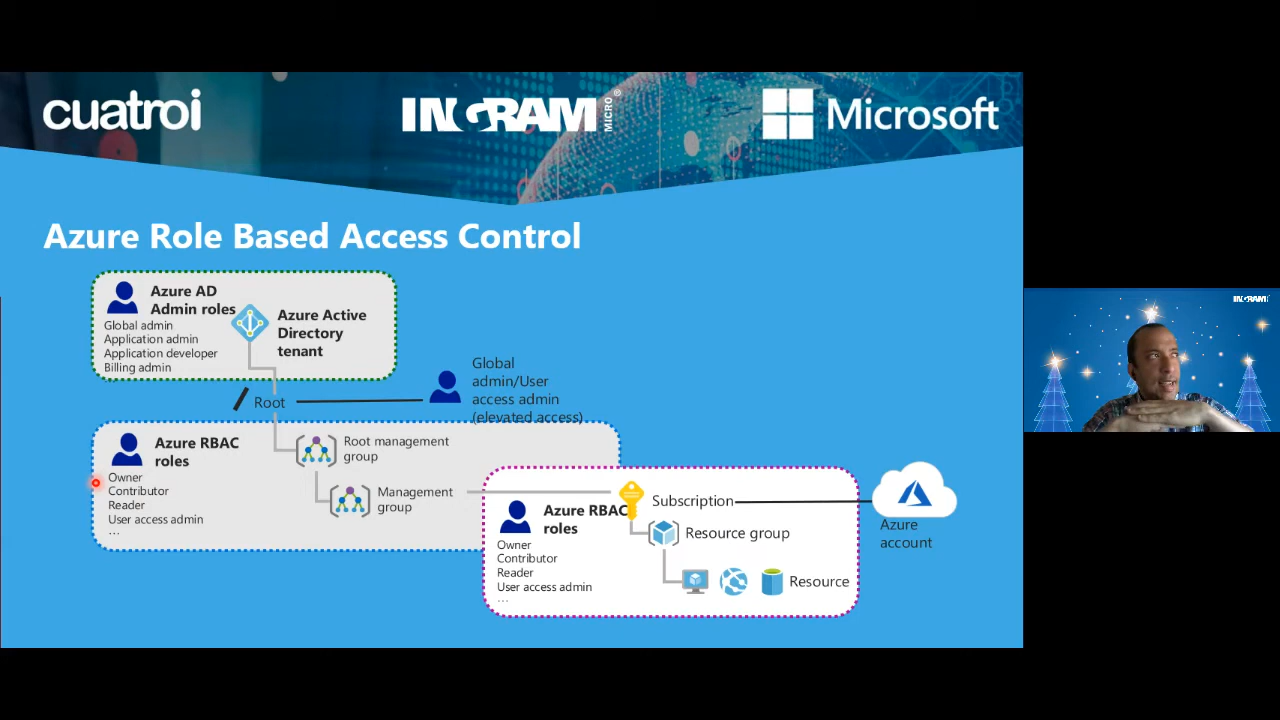 cuatroi
INGRAM MICRO ®
Microsoft
Azure Role Based Access Control
Azure AD
Admin roles
Global admin
Application admin
Application developer
Billing admin
...
Azure Active
Directory
tenant
/ Root
Global
admin/User
access admin
(elevated access)
Azure RBAC
roles
Owner
Contributor
Reader
User access admin
...
Root management
group
Management
group
Azure RBAC
roles
Owner
Contributor
Reader
User access admin
...
Subscription
Resource group
Resource
Azure
account
INGRAM